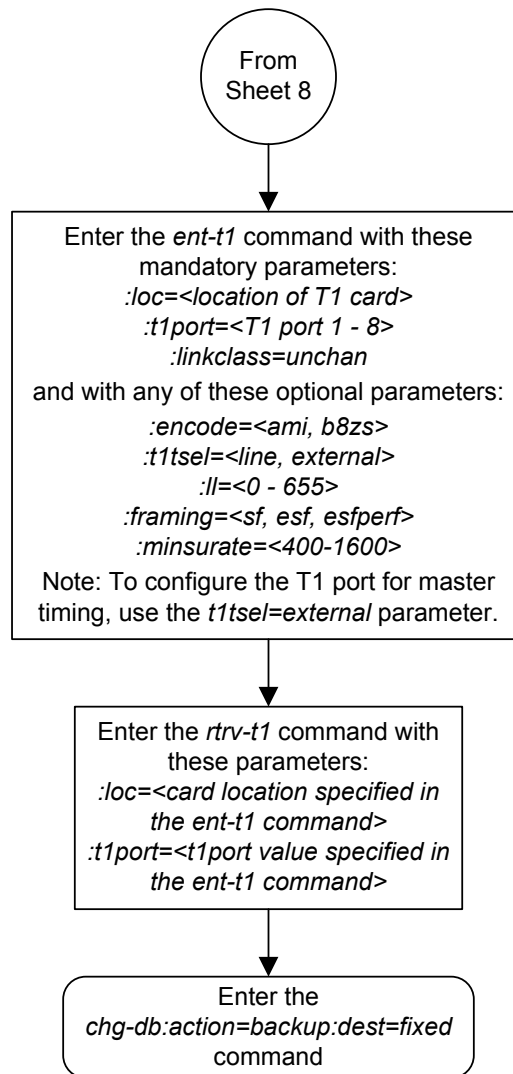 From
Sheet 8
Enter the ent-t1 command with these
mandatory parameters:
:loc=<location of T1 card>
:t1port=<T1 port 1 - 8>
:linkclass=unchan
and with any of these optional parameters:
:encode=<ami, b8zs>
:t1tsel=<line, external>
:ll=<0 - 655>
:framing=<sf, esf, esfperf>
:minsurate=<400-1600>
Note: To configure the T1 port for master
timing, use the t1tsel=external parameter.
Enter the rtrv-t1 command with
these parameters:
:loc=<card location specified in
the ent-t1 command>
:t1port=<t1port value specified in
the ent-t1 command>
Enter the
chg-db:action=backup:dest=fixed
command